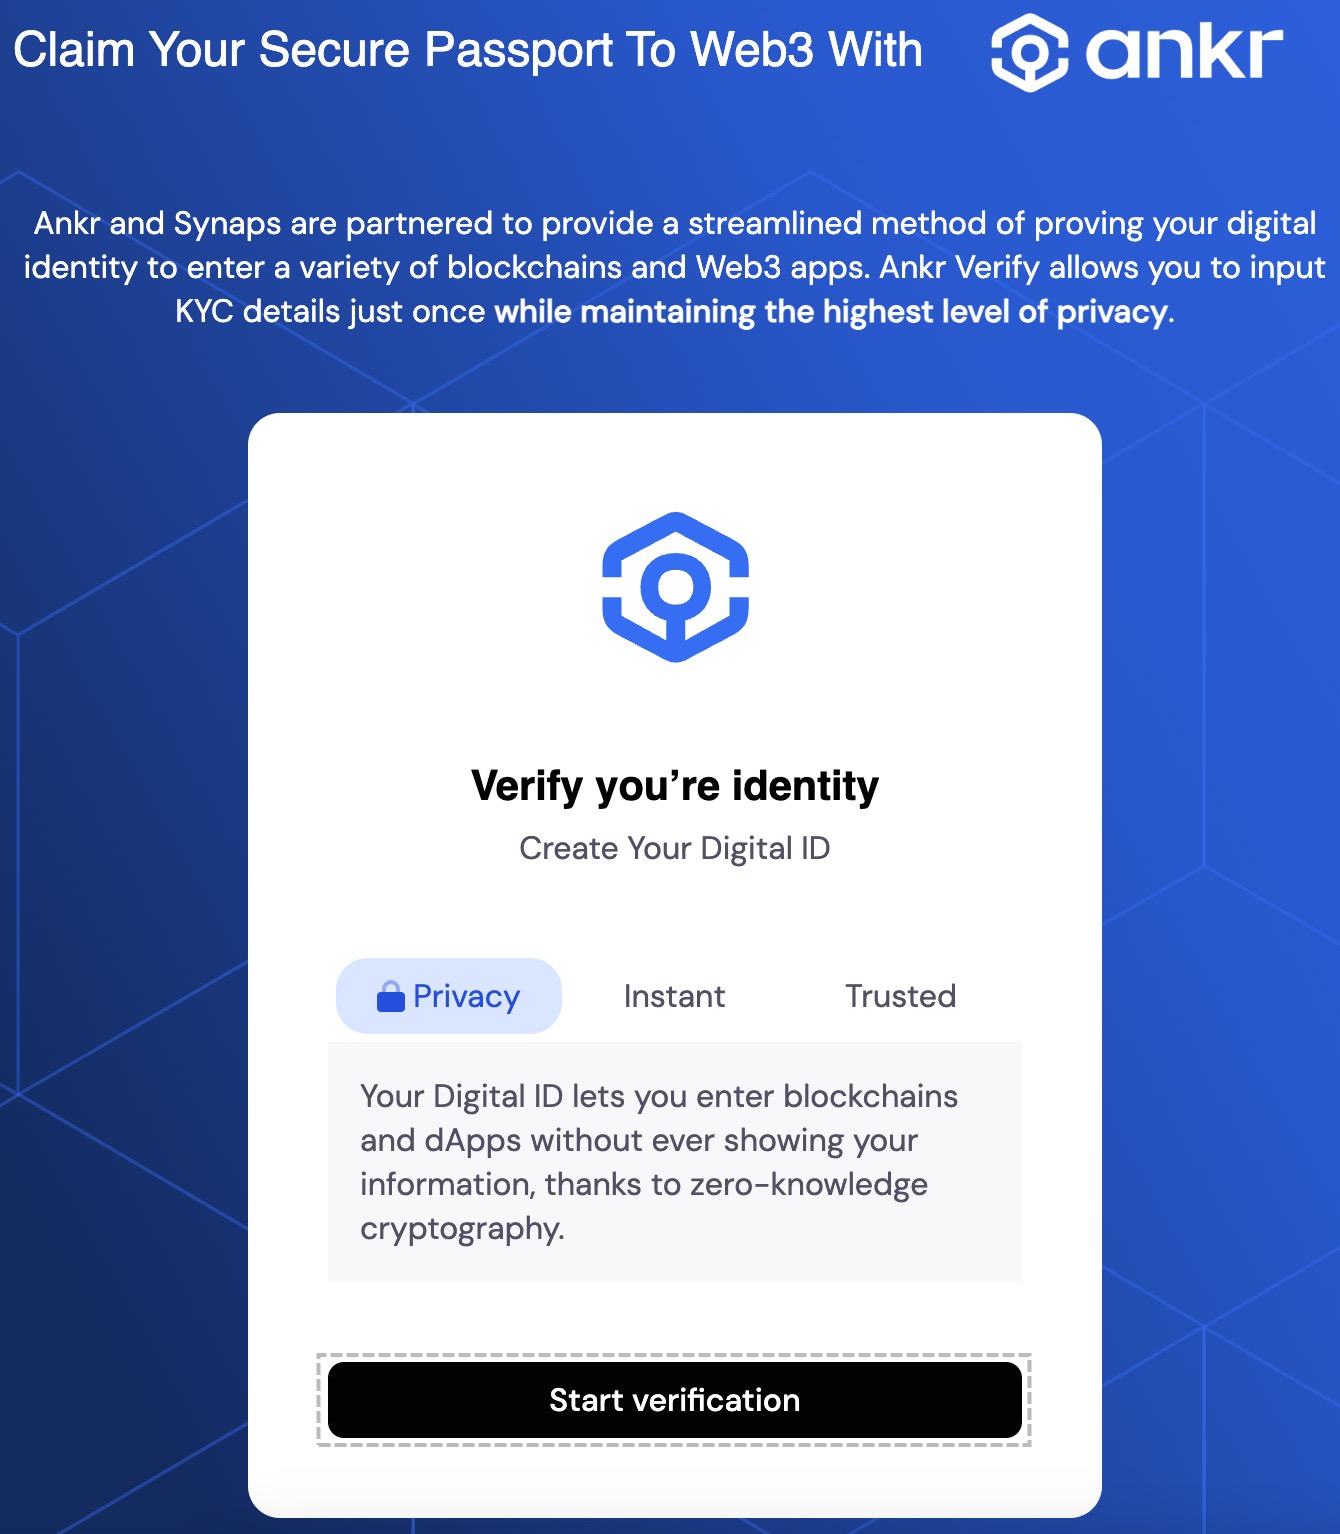 Claim Your Secure Passport To Web3 With ankr
Ankr and Synaps are partnered to provide a streamlined method of proving your digital
identity to enter a variety of blockchains and Web3 apps. Ankr Verify allows you to input
KYC details just once while maintaining the highest level of privacy.
Verify you’re identity
Create Your Digital ID
Privacy Instant Trusted
Your Digital ID lets you enter blockchains
and dApps without ever showing your
information, thanks to zero-knowledge
cryptography.
Start verification